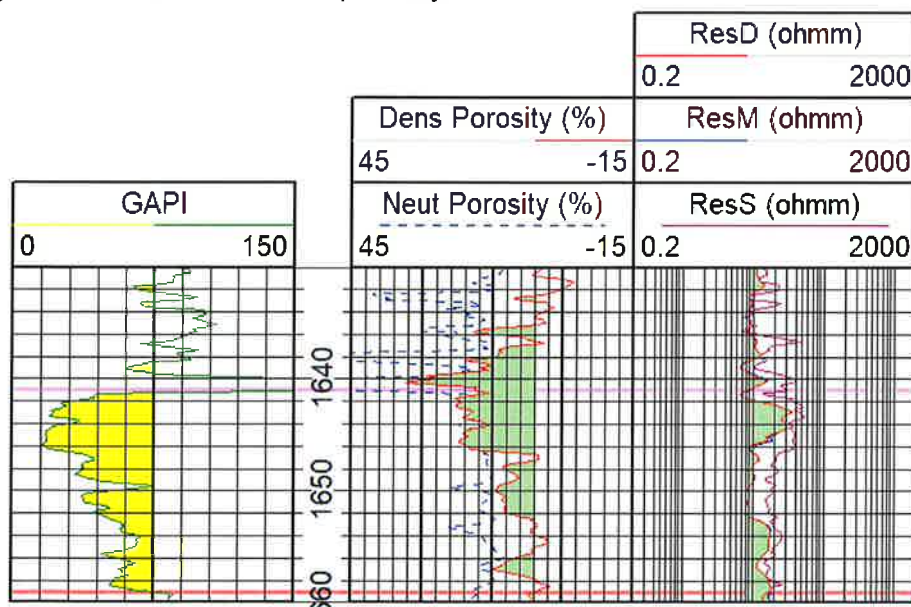 ResD (ohmm)
0.2 2000
Dens Porosity (%)
45 -15
ResM (ohmm)
0.2 2000
GAPI
0 150
Neut Porosity (%)
45 -15
ResS (ohmm)
0.2 2000
1640
1650